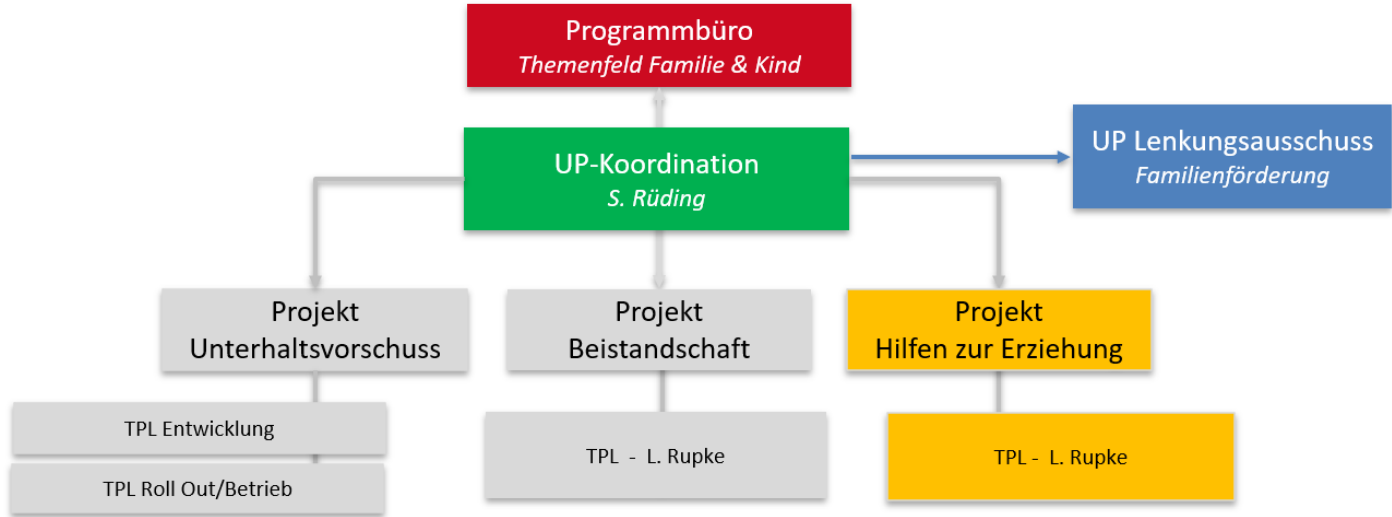 Programmbüro
Themenfeld Familie & Kind
UP-Koordination
S. Rüding
UP Lenkungsausschuss
Familienförderung
Projekt
Unterhaltsvorschuss
Projekt
Beistandschaft
Projekt
Hilfen zur Erziehung
TPL Entwicklung
TPL Roll Out/Betrieb
TPL - L. Rupke
TPL - L. Rupke